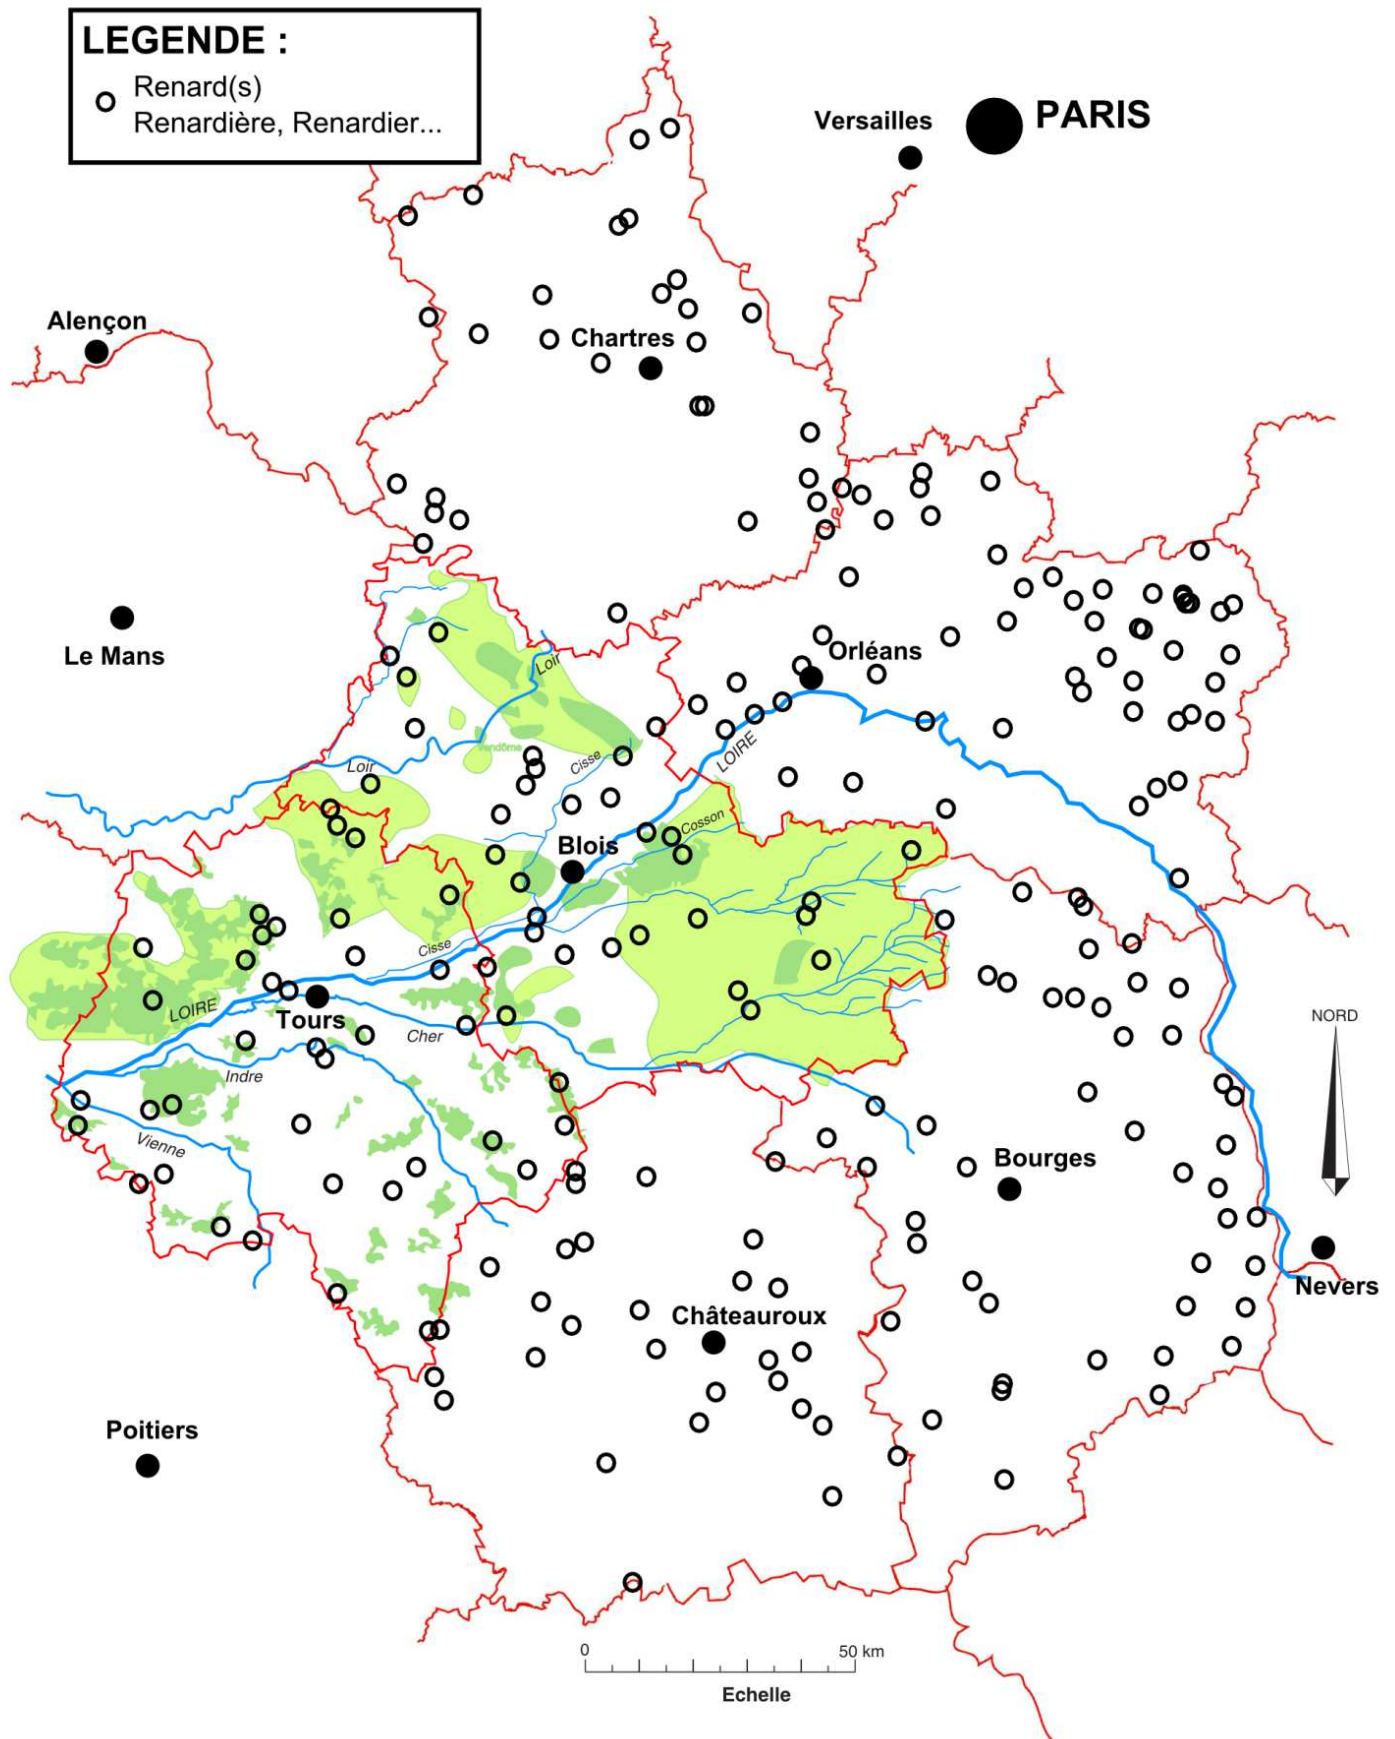 LEGENDE :
Renard(s)
Renardière, Renardier...
Versailles
PARIS
Alençon
Chartres
Le Mans
Orléans
Loir
Vendôme
Loir
Cisse
LOIRE
Cosson
Blois
Cisse
LOIRE
Tours
Cher
Indre
Vienne
NORD
Bourges
Nevers
Châteauroux
Poitiers
0
50 km
Echelle